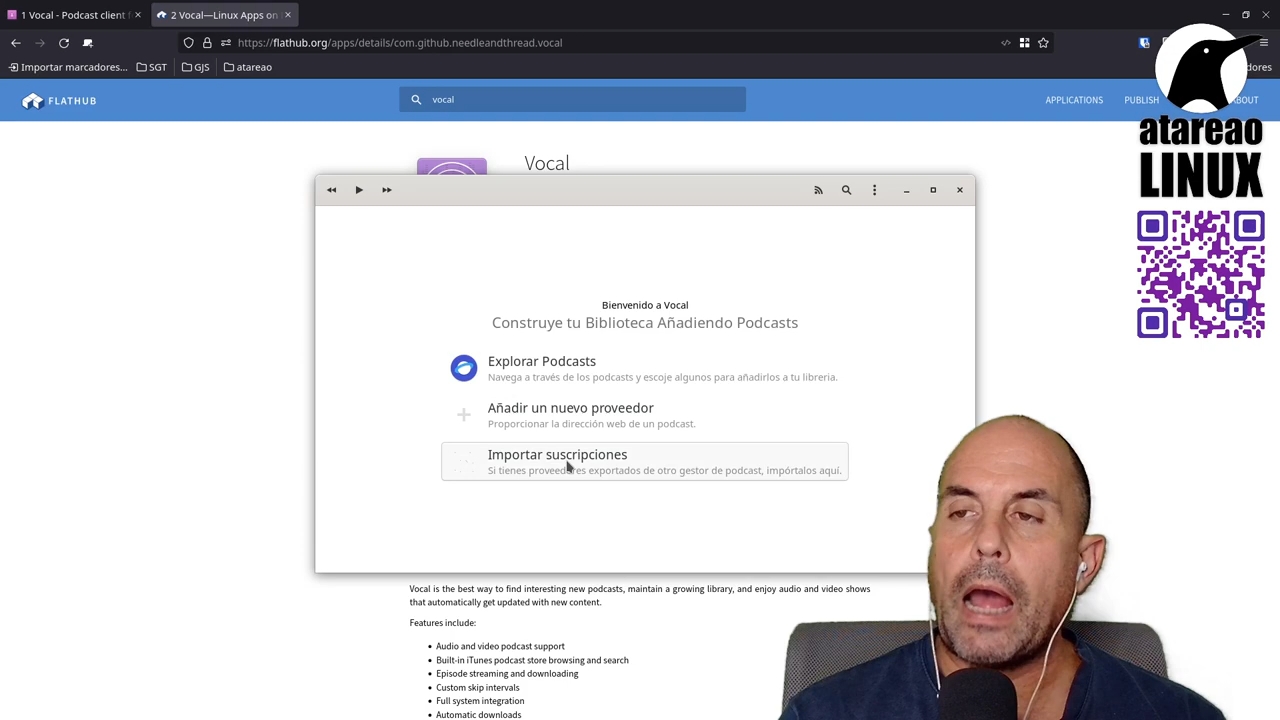 1 Vocal - Podcast client f
2 Vocal—Linux Apps on
https://flathub.org/apps/details/com.github.needleandthread.vocal
Importar marcadores...
SGT
GJS
atareao
FLATHUB
vocal
APPLICATIONS
PUBLISH
ABOUT
atareao
LINUX
Vocal
Bienvenido a Vocal
Construye tu Biblioteca Añadiendo Podcasts
Explorar Podcasts
Navega a través de los podcasts y escoje algunos para añadirlos a tu libreria.
Añadir un nuevo proveedor
Proporcionar la dirección web de un podcast.
Importar suscripciones
Si tienes proveedores exportados de otro gestor de podcast, impórtalos aquí.
Vocal is the best way to find interesting new podcasts, maintain a growing library, and enjoy audio and video shows
that automatically get updated with new content.
Features include:
• Audio and video podcast support
• Built-in iTunes podcast store browsing and search
• Episode streaming and downloading
• Custom skip intervals
• Full system integration
• Automatic downloads